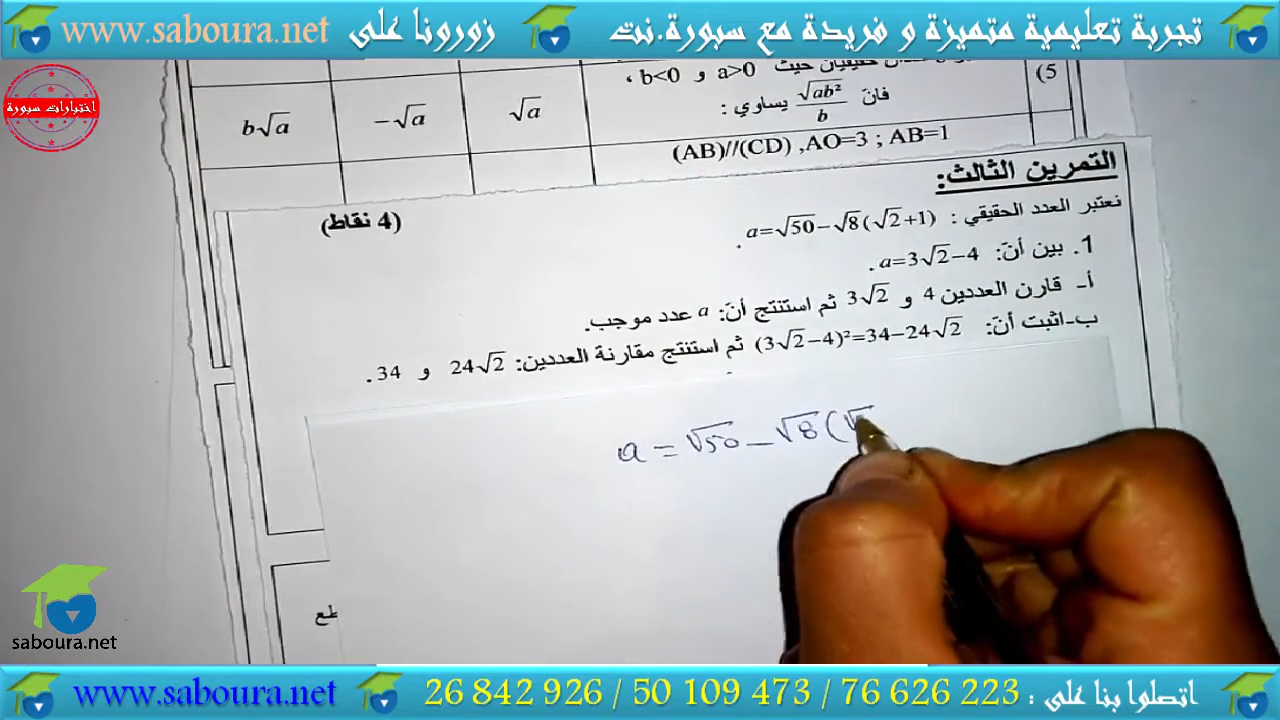 تجربة تعليمية متميزة و فريدة مع سبورة.نت زورونا على www.saboura.net
اختبارات سبورة
5) حقيقيان حيث a>0 و b<0 ،
فانّ √ab²/b يساوي : √a -√a b√a
(AB)//(CD) ,AO=3 ; AB=1
التمرين الثالث: (4 نقاط)
نعتبر العدد الحقيقي : a=√50−√8(√2+1) .
1. بين أنّ: a=3√2−4 .
أ- قارن العددين 4 و 3√2 ثم استنتج أنّ: a عدد موجب.
ب-اثبت أنّ: (3√2−4)²=34−24√2 ثم استنتج مقارنة العددين: 24√2 و 34 .
a = √50 − √8 (√
saboura.net
اتصلوا بنا على : 26 842 926 / 50 109 473 / 76 626 223 www.saboura.net